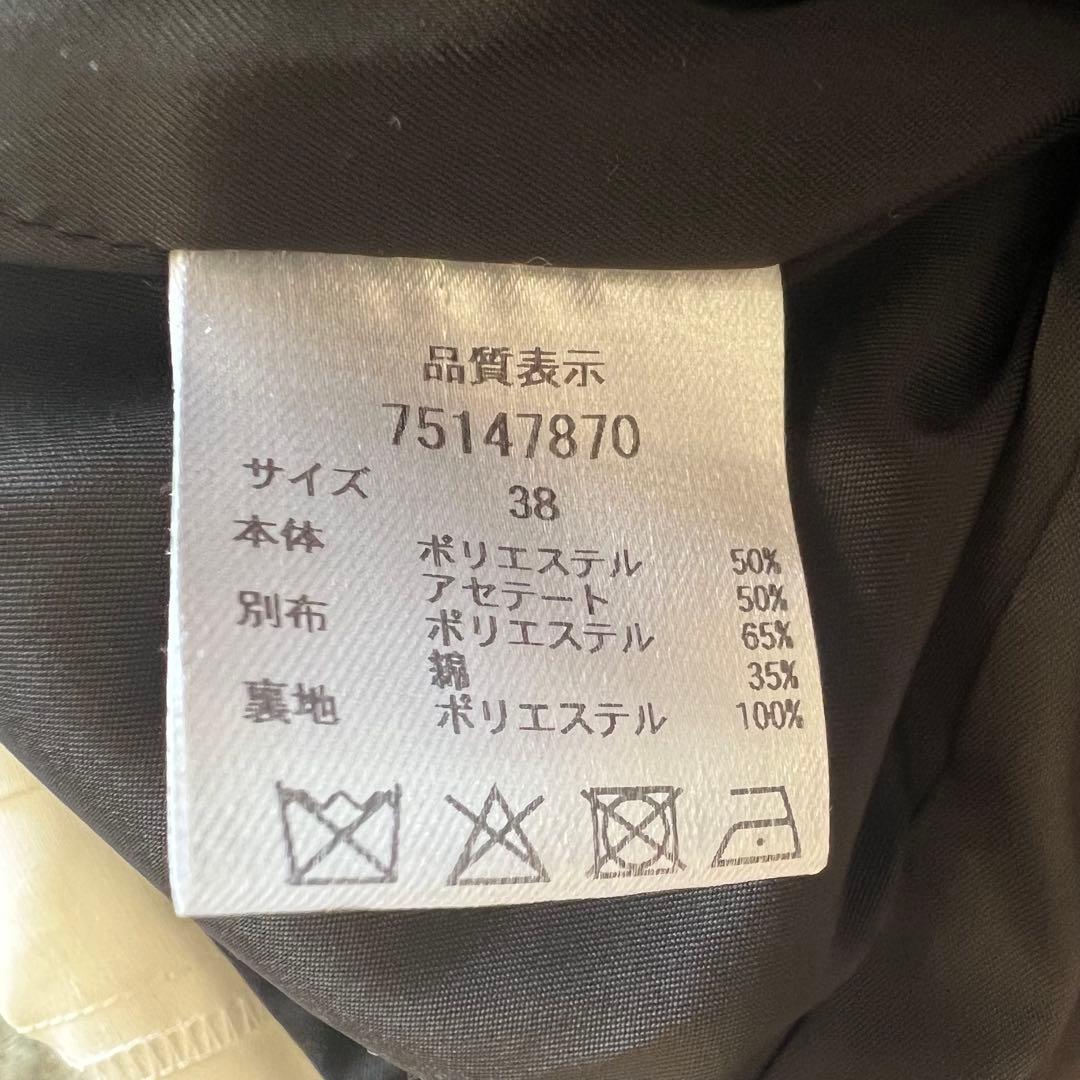 品質表示
75147870
サイズ 38
本体 ポリエステル 50%
アセテート 50%
別布 ポリエステル 65%
綿 35%
裏地 ポリエステル 100%